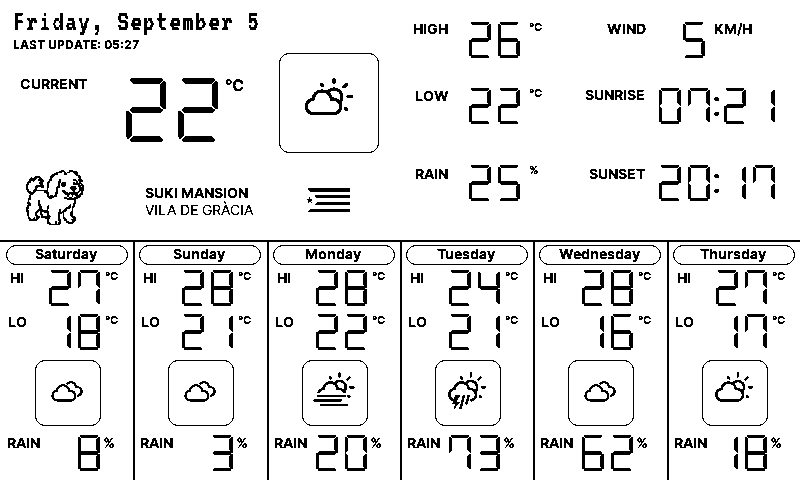 Friday, September 5
LAST UPDATE: 05:27
CURRENT 22 °C
HIGH 26 °C
WIND 5 KM/H
LOW 22 °C
SUNRISE 07:21
RAIN 25 %
SUNSET 20:17
SUKI MANSION
VILA DE GRÀCIA
Saturday
HI 27 °C
LO 18 °C
RAIN 8 %
Sunday
HI 28 °C
LO 21 °C
RAIN 3 %
Monday
HI 28 °C
LO 22 °C
RAIN 20 %
Tuesday
HI 24 °C
LO 21 °C
RAIN 73 %
Wednesday
HI 28 °C
LO 16 °C
RAIN 62 %
Thursday
HI 27 °C
LO 17 °C
RAIN 18 %